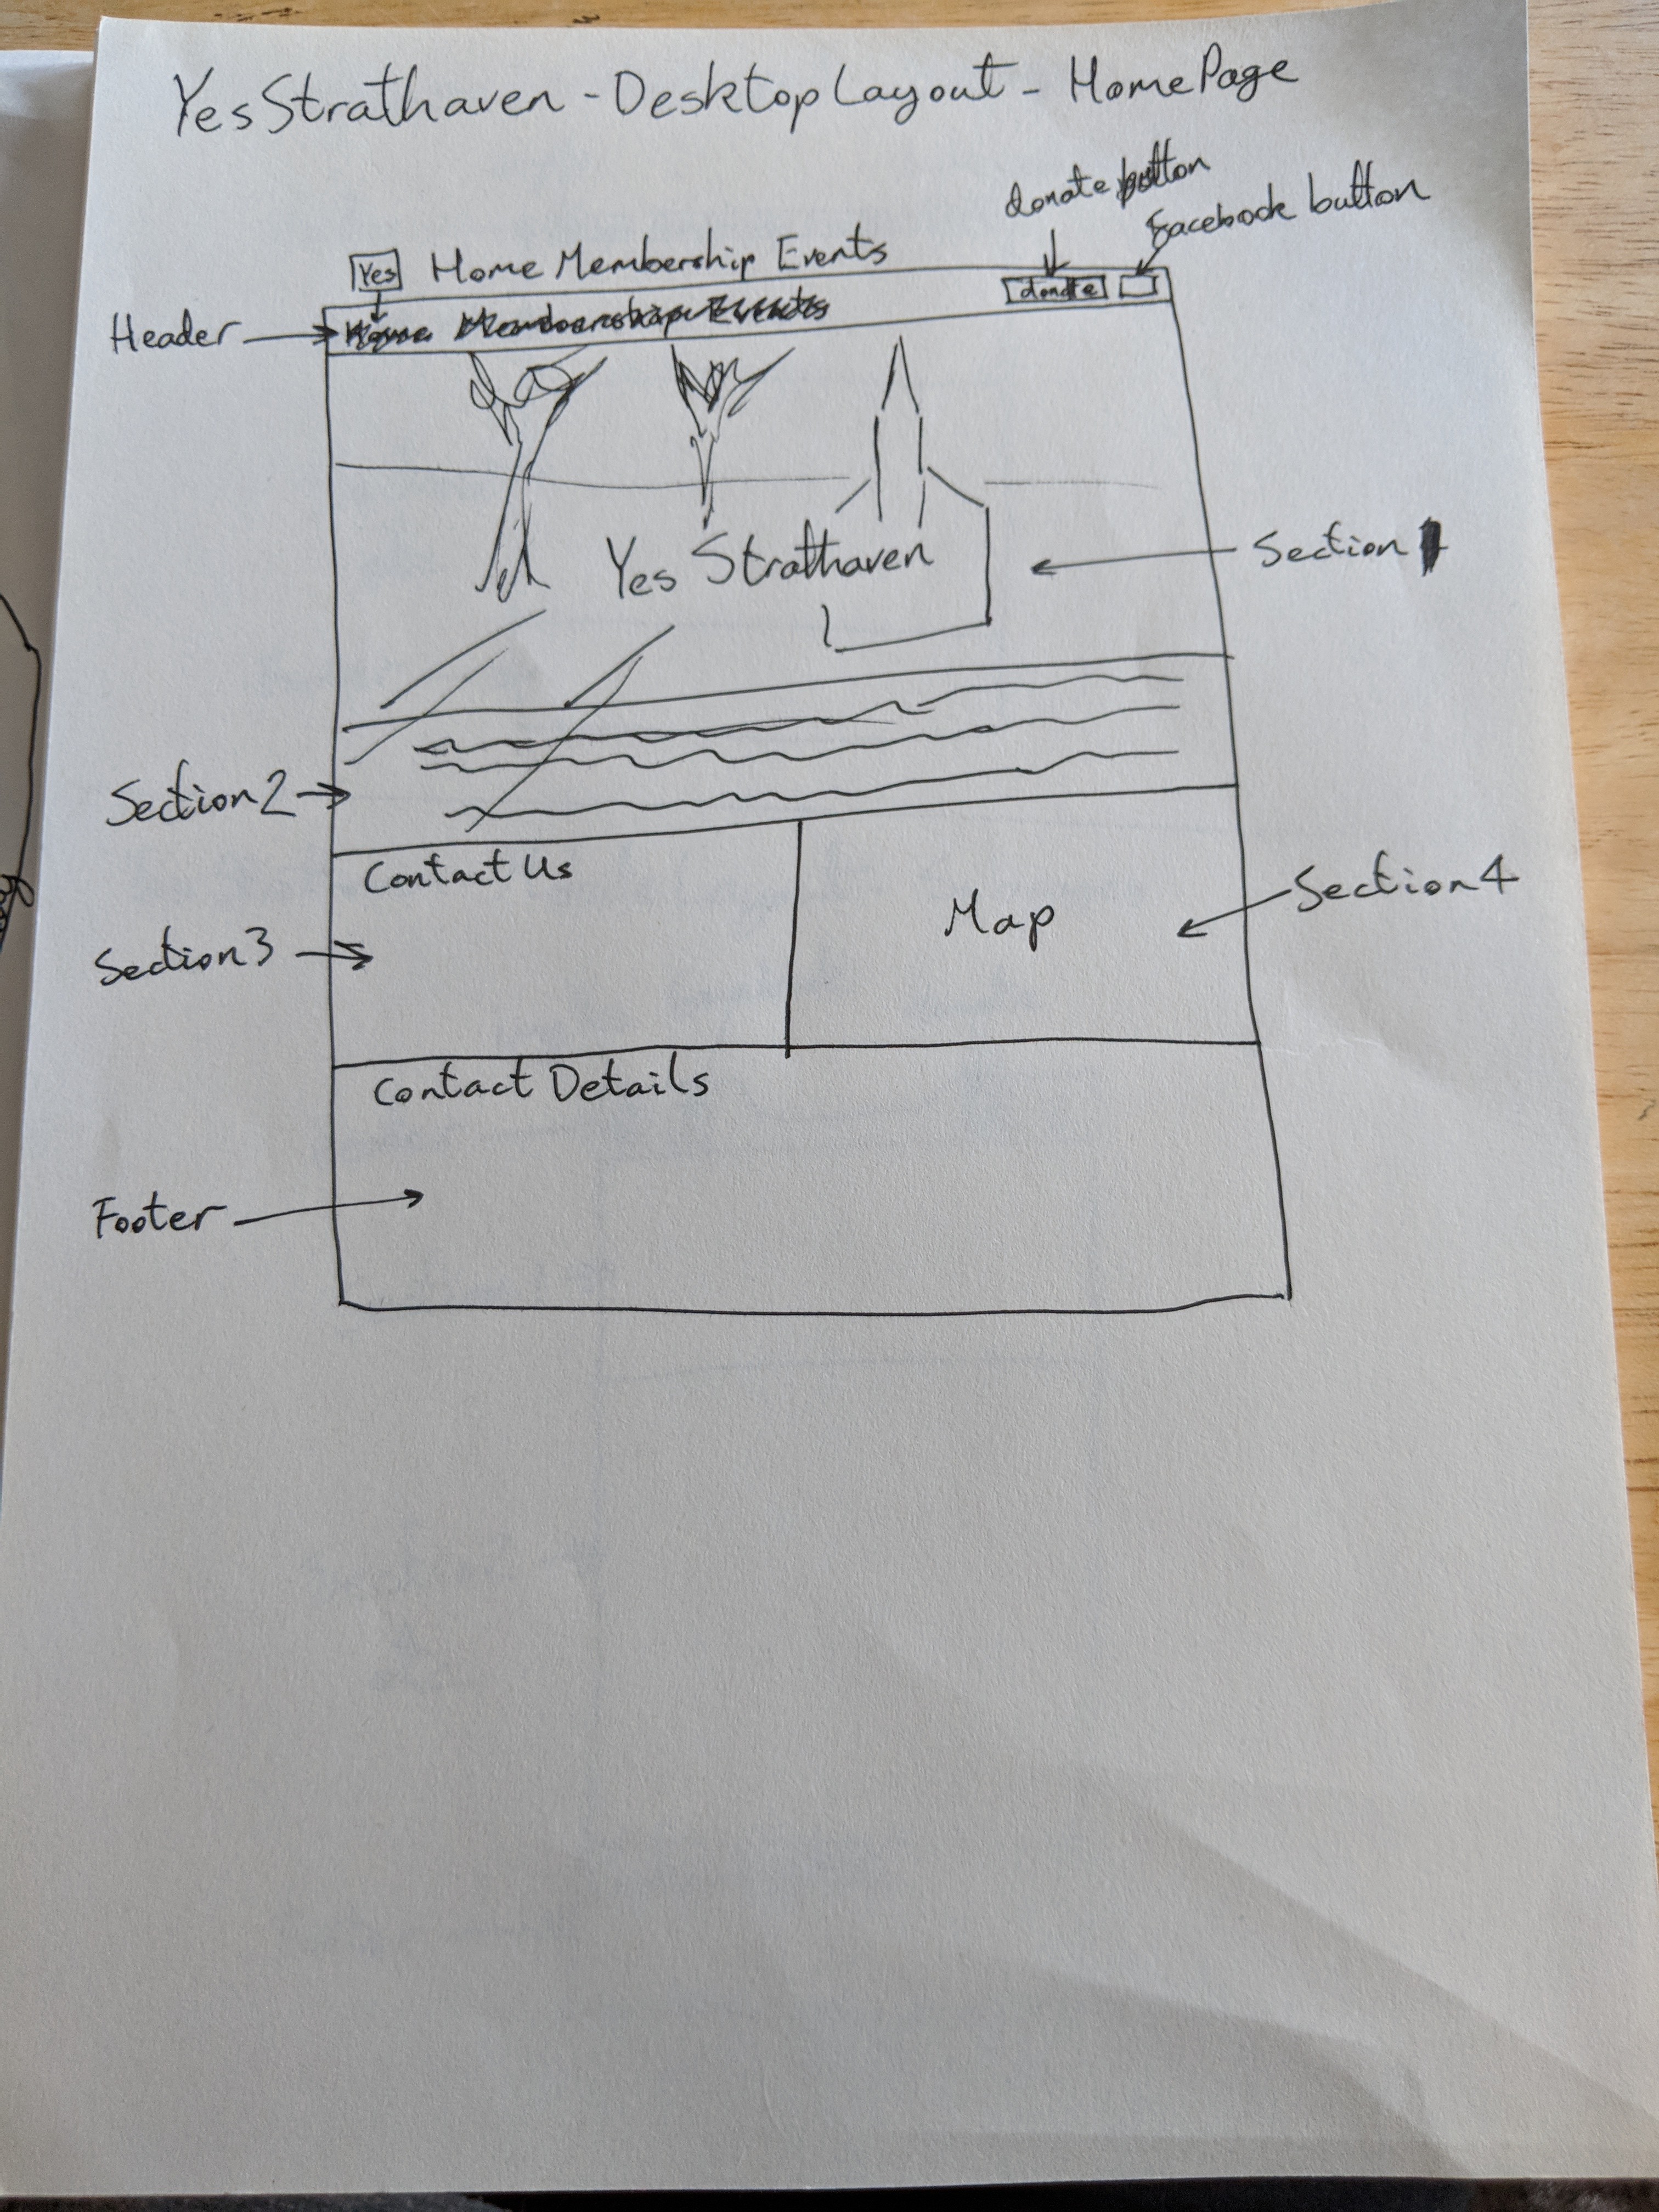 Yes Strathaven - Desktop Layout - Home Page
donate button
Facebook button
Yes Home Membership Events
donate
Header
Home Membership Events
Yes Strathaven
Section 1
Section 2
Contact Us
Map
Section 4
Section 3
Contact Details
Footer